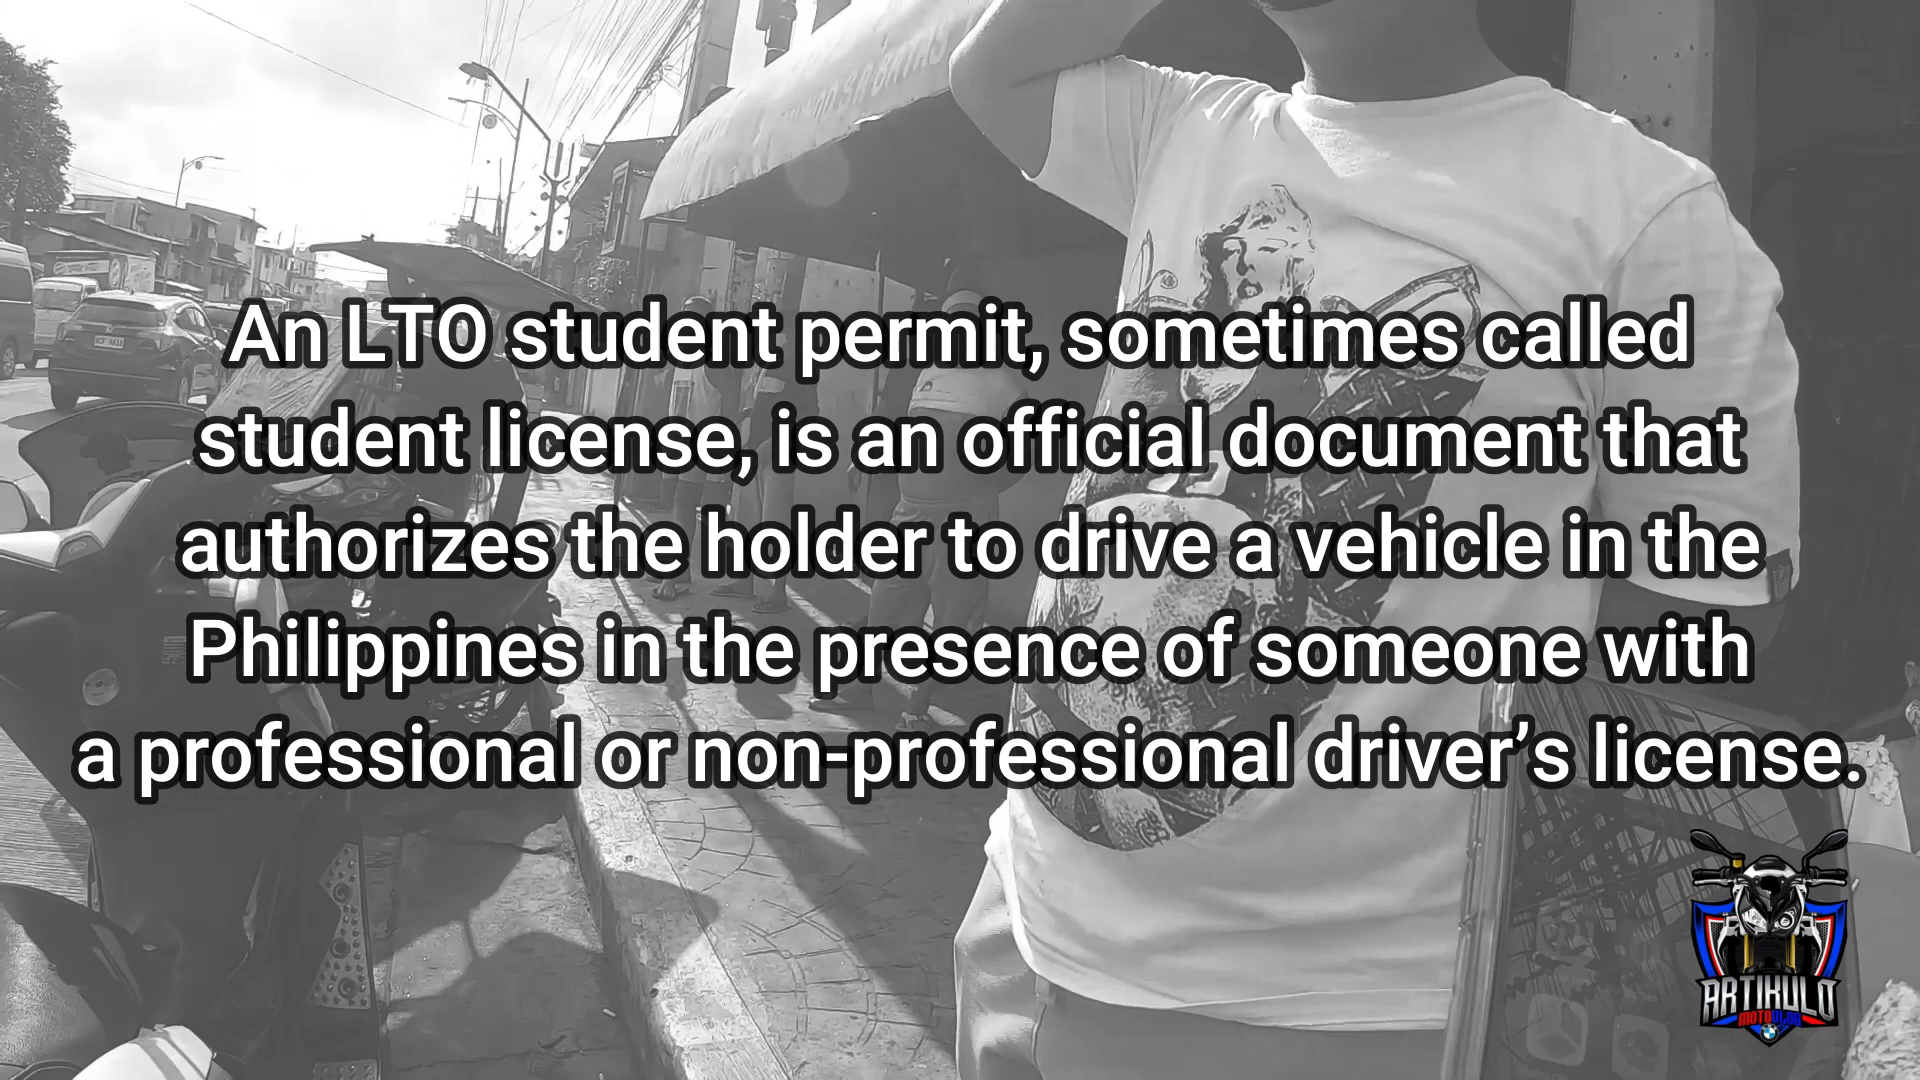 An LTO student permit, sometimes called
student license, is an official document that
authorizes the holder to drive a vehicle in the
Philippines in the presence of someone with
a professional or non-professional driver’s license.
ARTIKULO
MOTOVLOG